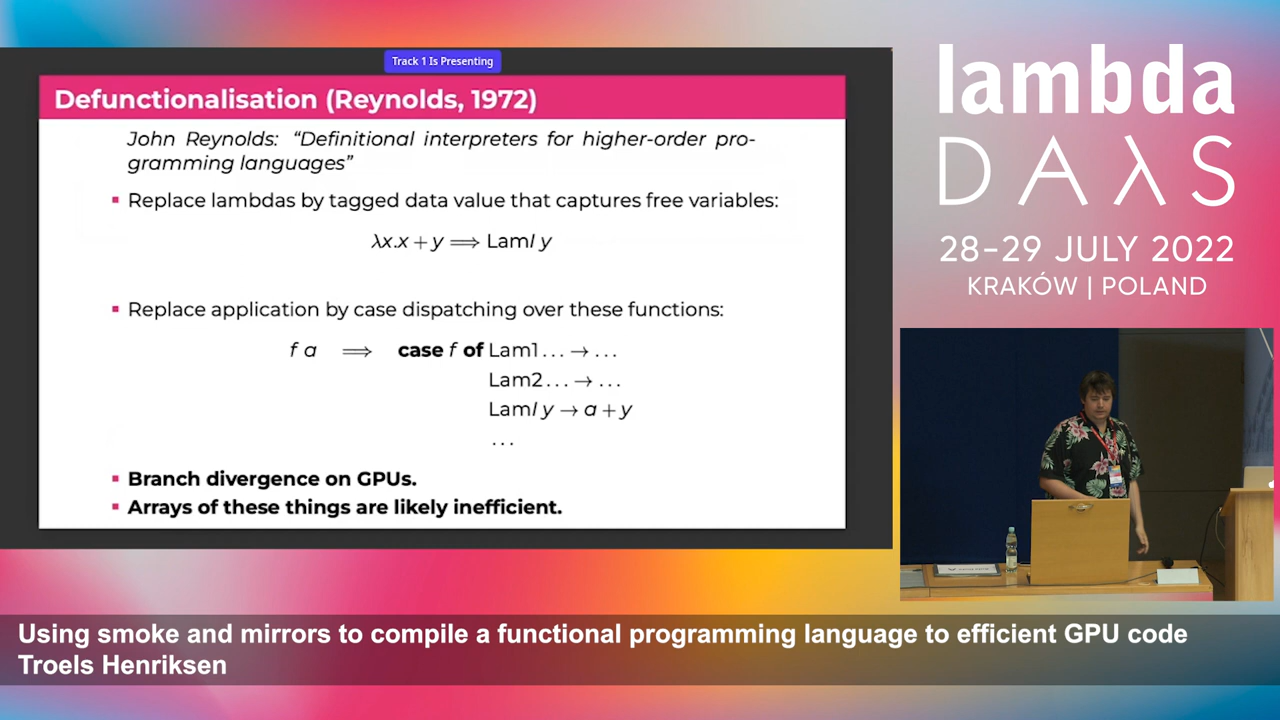 Track 1 Is Presenting
Defunctionalisation (Reynolds, 1972)
John Reynolds: “Definitional interpreters for higher-order pro-
gramming languages”
▪ Replace lambdas by tagged data value that captures free variables:
λx.x + y ⟹ LamI y
▪ Replace application by case dispatching over these functions:
f a ⟹ case f of Lam1 ... → ...
Lam2 ... → ...
LamI y → a + y
...
▪ Branch divergence on GPUs.
▪ Arrays of these things are likely inefficient.
lambda
DAλS
28–29 JULY 2022
KRAKÓW | POLAND
Using smoke and mirrors to compile a functional programming language to efficient GPU code
Troels Henriksen